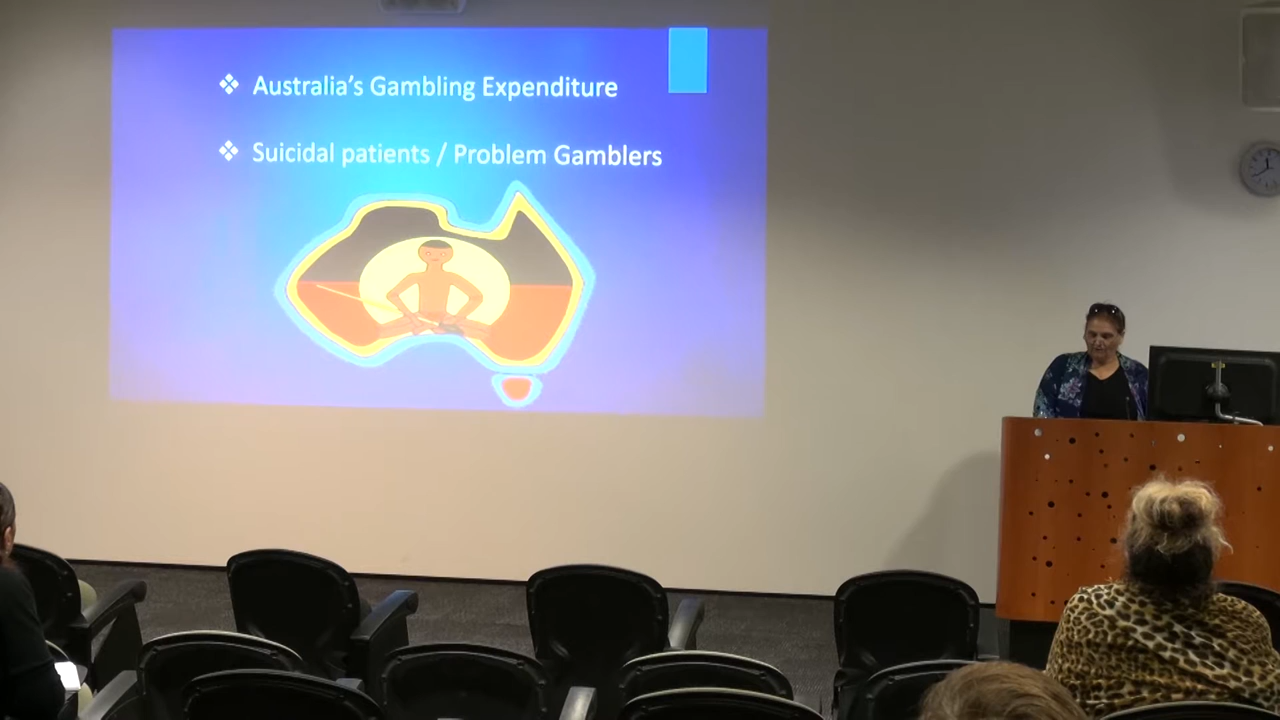 ❖ Australia's Gambling Expenditure
❖ Suicidal patients / Problem Gamblers